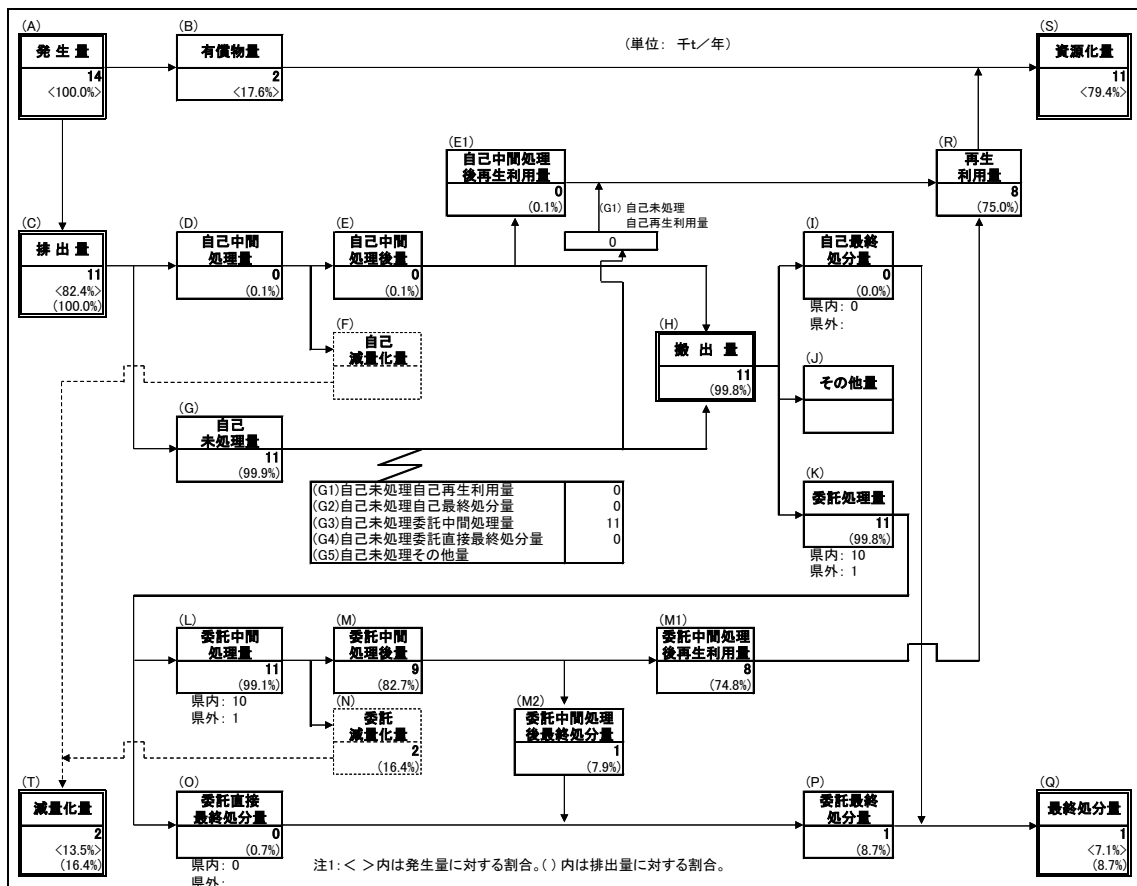 (A)
発 生 量
14
<100.0%>
(B)
有償物量
2
<17.6%>
(単位： 千t／年)
(S)
資源化量
11
<79.4%>
(E1)
自己中間処理
後再生利用量
0
(0.1%)
(G1) 自己未処理
自己再生利用量
0
(R)
再生
利用量
8
(75.0%)
(C)
排 出 量
11
<82.4%>
(100.0%)
(D)
自己中間
処理量
0
(0.1%)
(E)
自己中間
処理後量
0
(0.1%)
(F)
自己
減量化量
(G)
自己
未処理量
11
(99.9%)
(H)
搬 出 量
11
(99.8%)
(I)
自己最終
処分量
0
(0.0%)
県内： 0
県外：
(J)
その他量
(K)
委託処理量
11
(99.8%)
県内： 10
県外： 1
(G1)自己未処理自己再生利用量 0
(G2)自己未処理自己最終処分量 0
(G3)自己未処理委託中間処理量 11
(G4)自己未処理委託直接最終処分量 0
(G5)自己未処理その他量
(L)
委託中間
処理量
11
(99.1%)
県内： 10
県外： 1
(M)
委託中間
処理後量
9
(82.7%)
(N)
委託
減量化量
2
(16.4%)
(M1)
委託中間処理
後再生利用量
8
(74.8%)
(M2)
委託中間処理
後最終処分量
1
(7.9%)
(T)
減量化量
2
<13.5%>
(16.4%)
(O)
委託直接
最終処分量
0
(0.7%)
県内： 0
県外：
(P)
委託最終
処分量
1
(8.7%)
(Q)
最終処分量
1
<7.1%>
(8.7%)
注1：< >内は発生量に対する割合。( )内は排出量に対する割合。